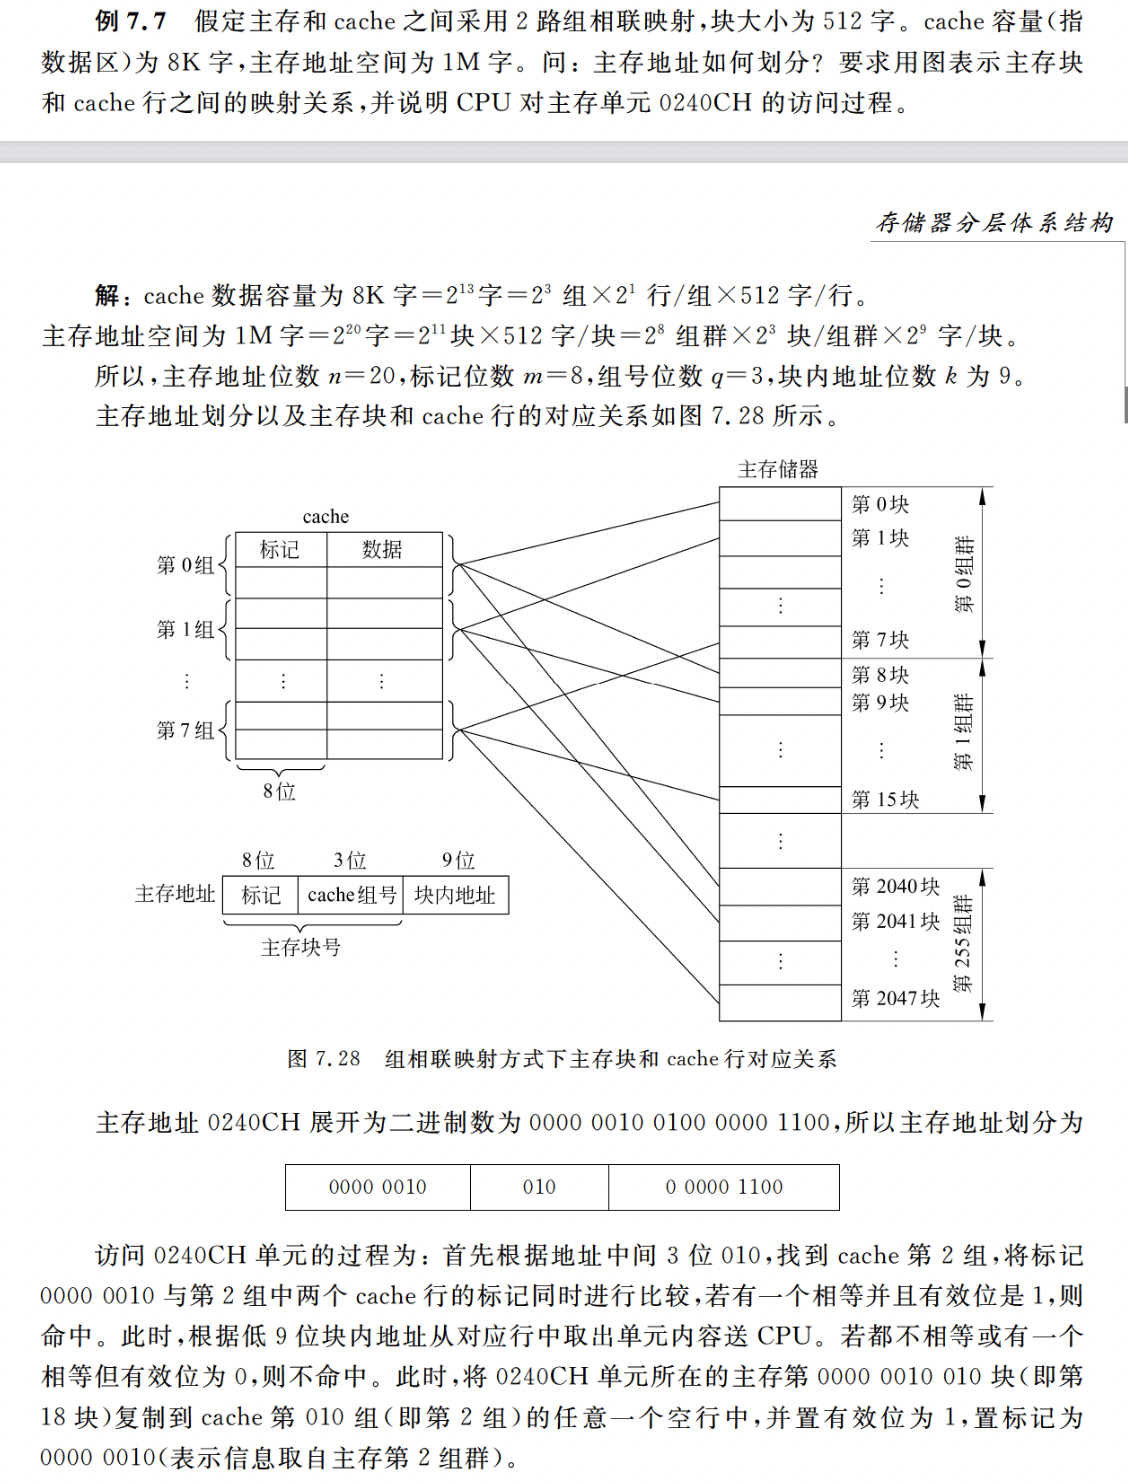 例 7.7 假定主存和 cache 之间采用 2 路组相联映射,块大小为 512 字。cache 容量(指
数据区)为 8K 字,主存地址空间为 1M 字。问：主存地址如何划分？要求用图表示主存块
和 cache 行之间的映射关系,并说明 CPU 对主存单元 0240CH 的访问过程。
存储器分层体系结构
解：cache 数据容量为 8K 字=2¹³字=2³ 组×2¹ 行/组×512 字/行。
主存地址空间为 1M 字=2²⁰字=2¹¹块×512 字/块=2⁸ 组群×2³ 块/组群×2⁹ 字/块。
所以,主存地址位数 n=20,标记位数 m=8,组号位数 q=3,块内地址位数 k 为 9。
主存地址划分以及主存块和 cache 行的对应关系如图 7.28 所示。
主存储器
cache
标记 数据
第 0组
第 1组
⋮ ⋮ ⋮
第 7组
8位
第 0块
第 1块
⋮ ⋮
第 7块
第 0组群
第 8块
第 9块
⋮ ⋮
第 15块
第 1组群
⋮
第 2040块
第 2041块
⋮ ⋮
第 2047块
第 255组群
8位 3位 9位
主存地址 标记 cache组号 块内地址
主存块号
图 7.28 组相联映射方式下主存块和 cache 行对应关系
主存地址 0240CH 展开为二进制数为 0000 0010 0100 0000 1100,所以主存地址划分为
0000 0010 010 0 0000 1100
访问 0240CH 单元的过程为：首先根据地址中间 3 位 010,找到 cache 第 2 组,将标记
0000 0010 与第 2 组中两个 cache 行的标记同时进行比较,若有一个相等并且有效位是 1,则
命中。此时,根据低 9 位块内地址从对应行中取出单元内容送 CPU。若都不相等或有一个
相等但有效位为 0,则不命中。此时,将 0240CH 单元所在的主存第 0000 0010 010 块(即第
18 块)复制到 cache 第 010 组(即第 2 组)的任意一个空行中,并置有效位为 1,置标记为
0000 0010(表示信息取自主存第 2 组群)。